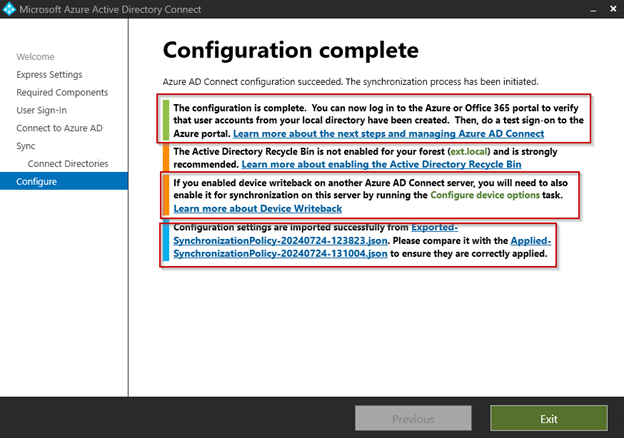 Microsoft Azure Active Directory Connect
Welcome
Express Settings
Required Components
User Sign-In
Connect to Azure AD
Sync
Connect Directories
Configure
Configuration complete
Azure AD Connect configuration succeeded. The synchronization process has been initiated.
The configuration is complete. You can now log in to the Azure or Office 365 portal to verify
that user accounts from your local directory have been created. Then, do a test sign-on to the
Azure portal. Learn more about the next steps and managing Azure AD Connect
The Active Directory Recycle Bin is not enabled for your forest (ext.local) and is strongly
recommended. Learn more about enabling the Active Directory Recycle Bin
If you enabled device writeback on another Azure AD Connect server, you will need to also
enable it for synchronization on this server by running the Configure device options task.
Learn more about Device Writeback
Configuration settings are imported successfully from Exported-
SynchronizationPolicy-20240724-123823.json. Please compare it with the Applied-
SynchronizationPolicy-20240724-131004.json to ensure they are correctly applied.
Previous
Exit